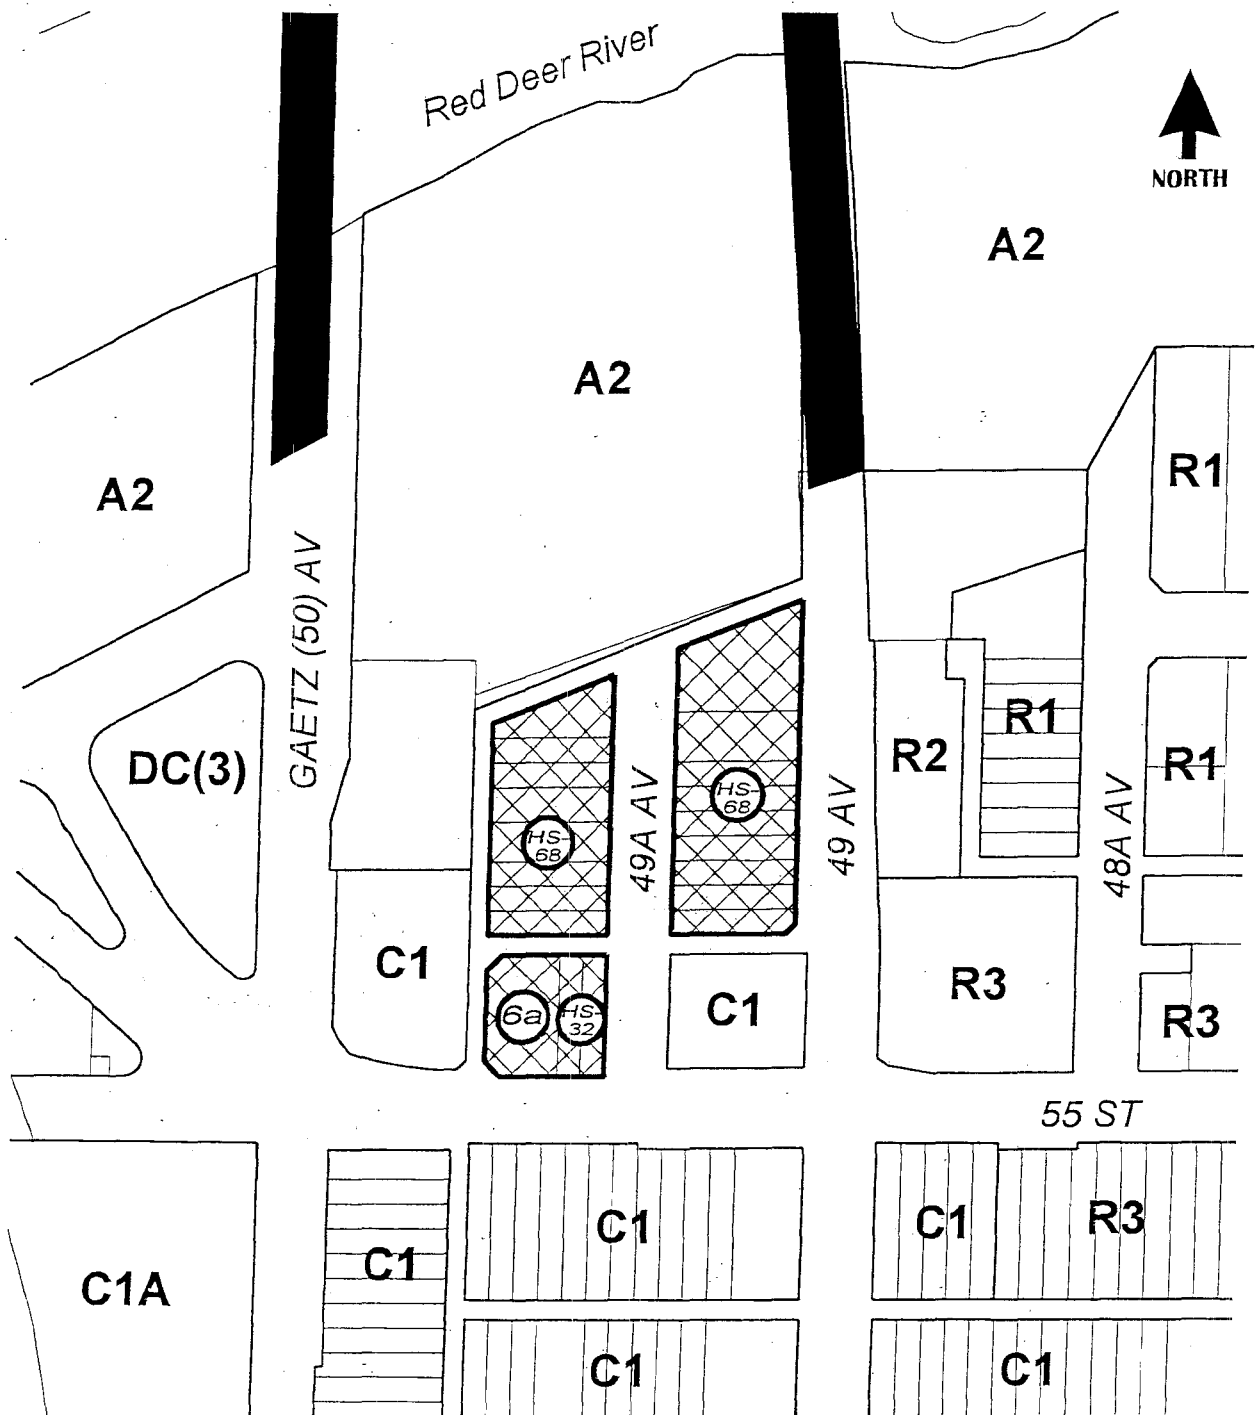 Red Deer River
NORTH
A2
A2
A2
R1
GAETZ (50) AV
DC(3)
R1
R2
R1
HS-
68
HS-
68
49A AV
49 AV
48A AV
C1
C1
R3
R3
6a
HS-
32
55 ST
C1A
C1
C1
C1
R3
C1
C1